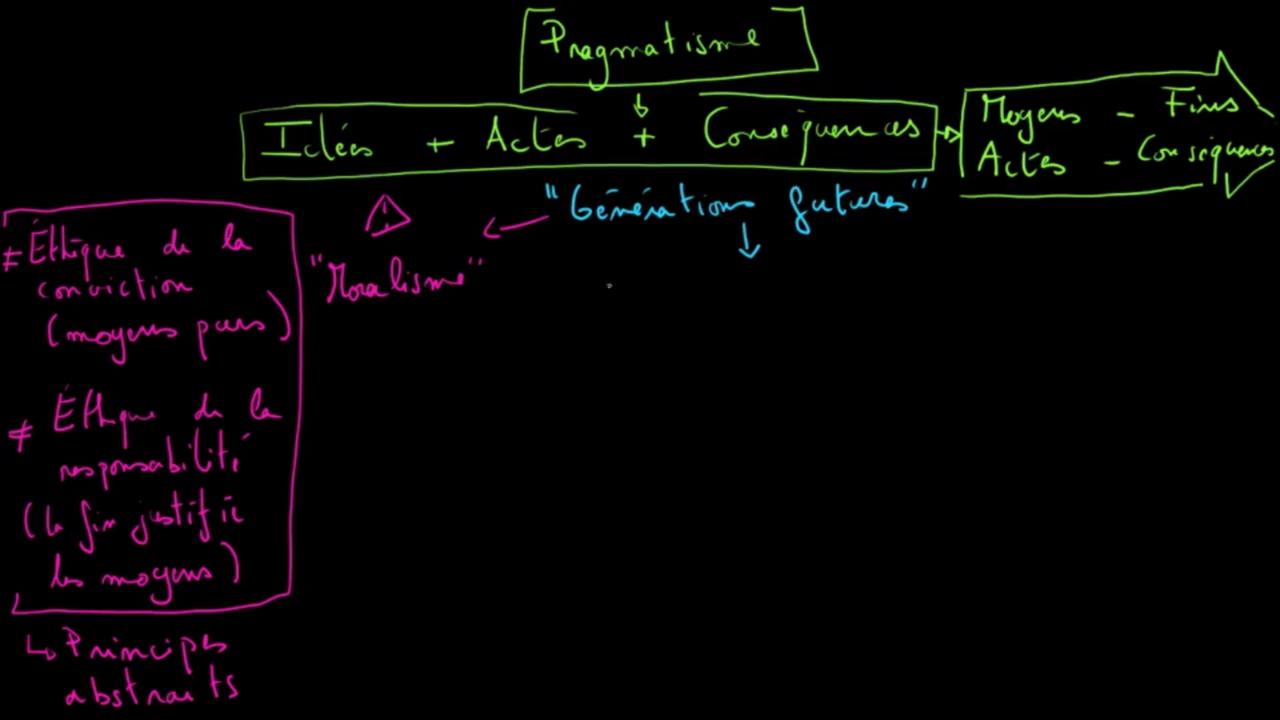 Pragmatisme
Idées + Actes + Conséquences
Moyens - Fins
Actes - Conséquences
"Générations futures"
"Moralisme"
≠ Éthique de la
conviction
(moyens purs)
≠ Éthique de la
responsabilité
(la fin justifie
les moyens)
↳ Principes
abstraits